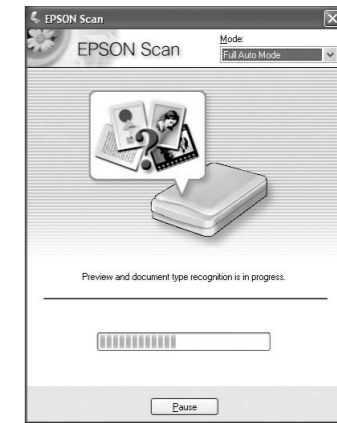 EPSON Scan
EPSON Scan
Mode:
Full Auto Mode
Preview and document type recognition is in progress.
Pause